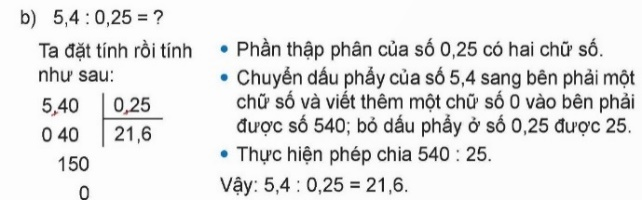 b) 5,4 : 0,25 = ?
Ta đặt tính rồi tính
như sau:
5,40 0,25
0 40 21,6
150
0
• Phần thập phân của số 0,25 có hai chữ số.
• Chuyển dấu phẩy của số 5,4 sang bên phải một
chữ số và viết thêm một chữ số 0 vào bên phải
được số 540; bỏ dấu phẩy ở số 0,25 được 25.
• Thực hiện phép chia 540 : 25.
Vậy: 5,4 : 0,25 = 21,6.